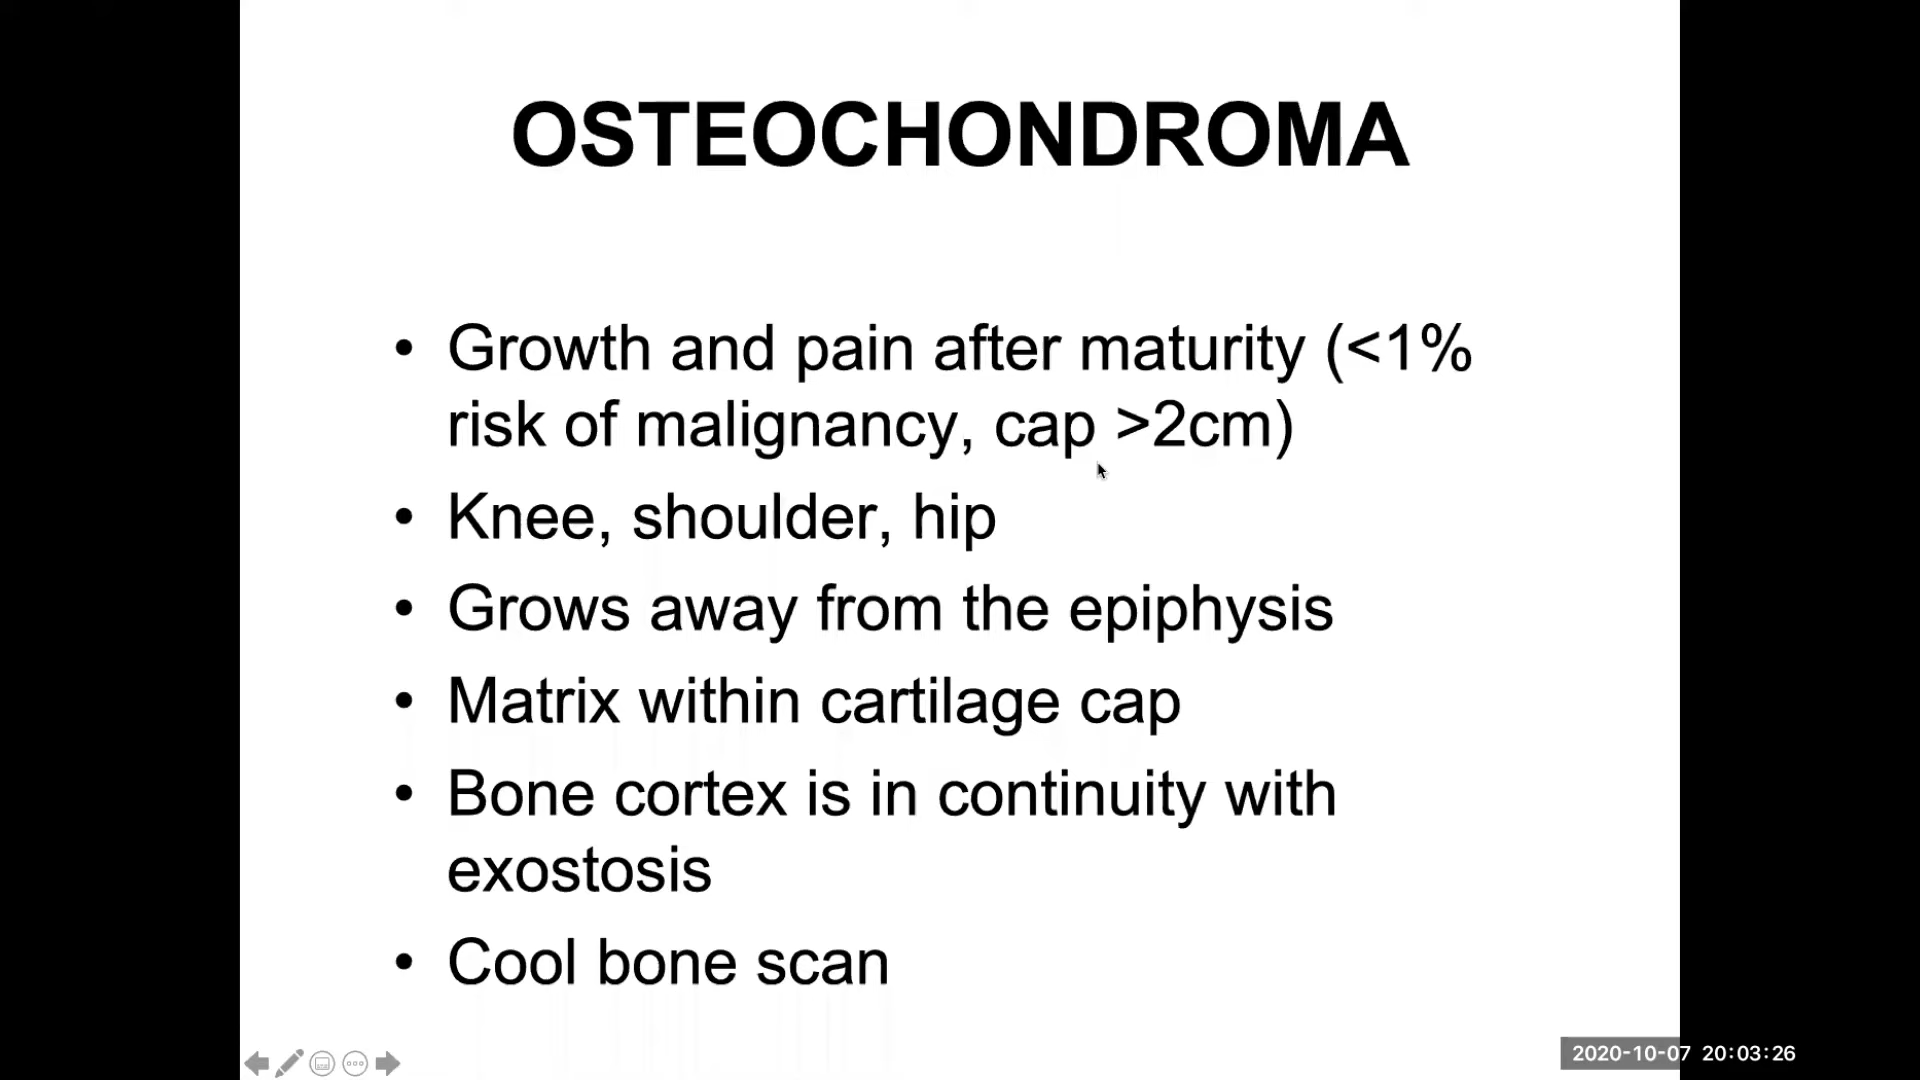 OSTEOCHONDROMA
• Growth and pain after maturity (<1%
risk of malignancy, cap >2cm)
• Knee, shoulder, hip
• Grows away from the epiphysis
• Matrix within cartilage cap
• Bone cortex is in continuity with
exostosis
• Cool bone scan
2020-10-07 20:03:26